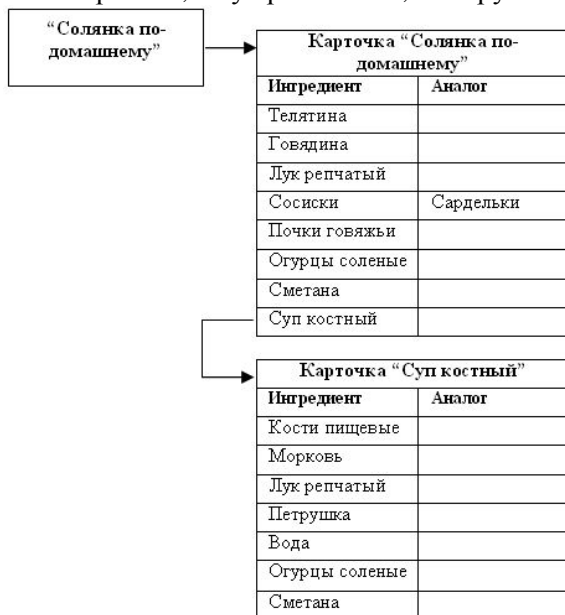 “Солянка по-
домашнему”
Карточка “Солянка по-
домашнему”
Ингредиент Аналог
Телятина
Говядина
Лук репчатый
Сосиски Сардельки
Почки говяжьи
Огурцы соленые
Сметана
Суп костный
Карточка “Суп костный”
Ингредиент Аналог
Кости пищевые
Морковь
Лук репчатый
Петрушка
Вода
Огурцы соленые
Сметана